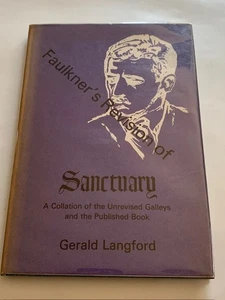 Faulkner's Revision of
Sanctuary
A Collation of the Unrevised Galleys
and the Published Book
Gerald Langford